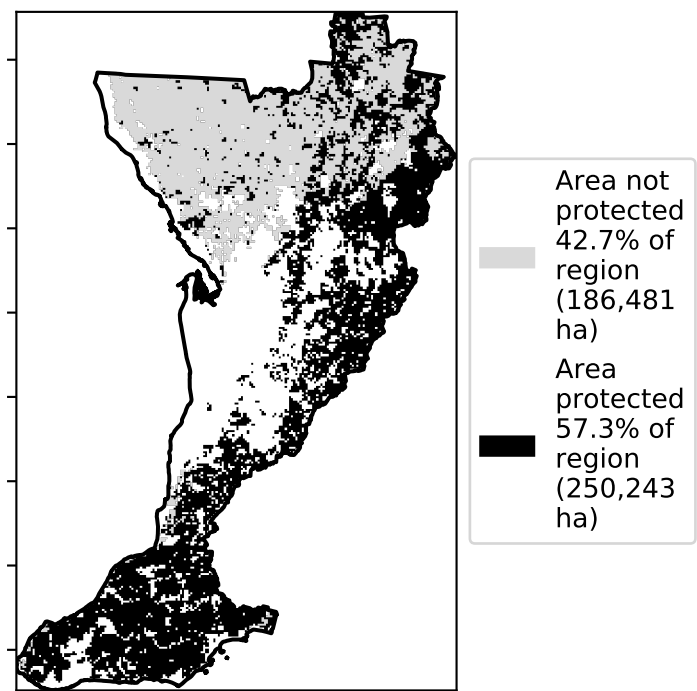 Area not
protected
42.7% of
region
(186,481
ha)
Area
protected
57.3% of
region
(250,243
ha)